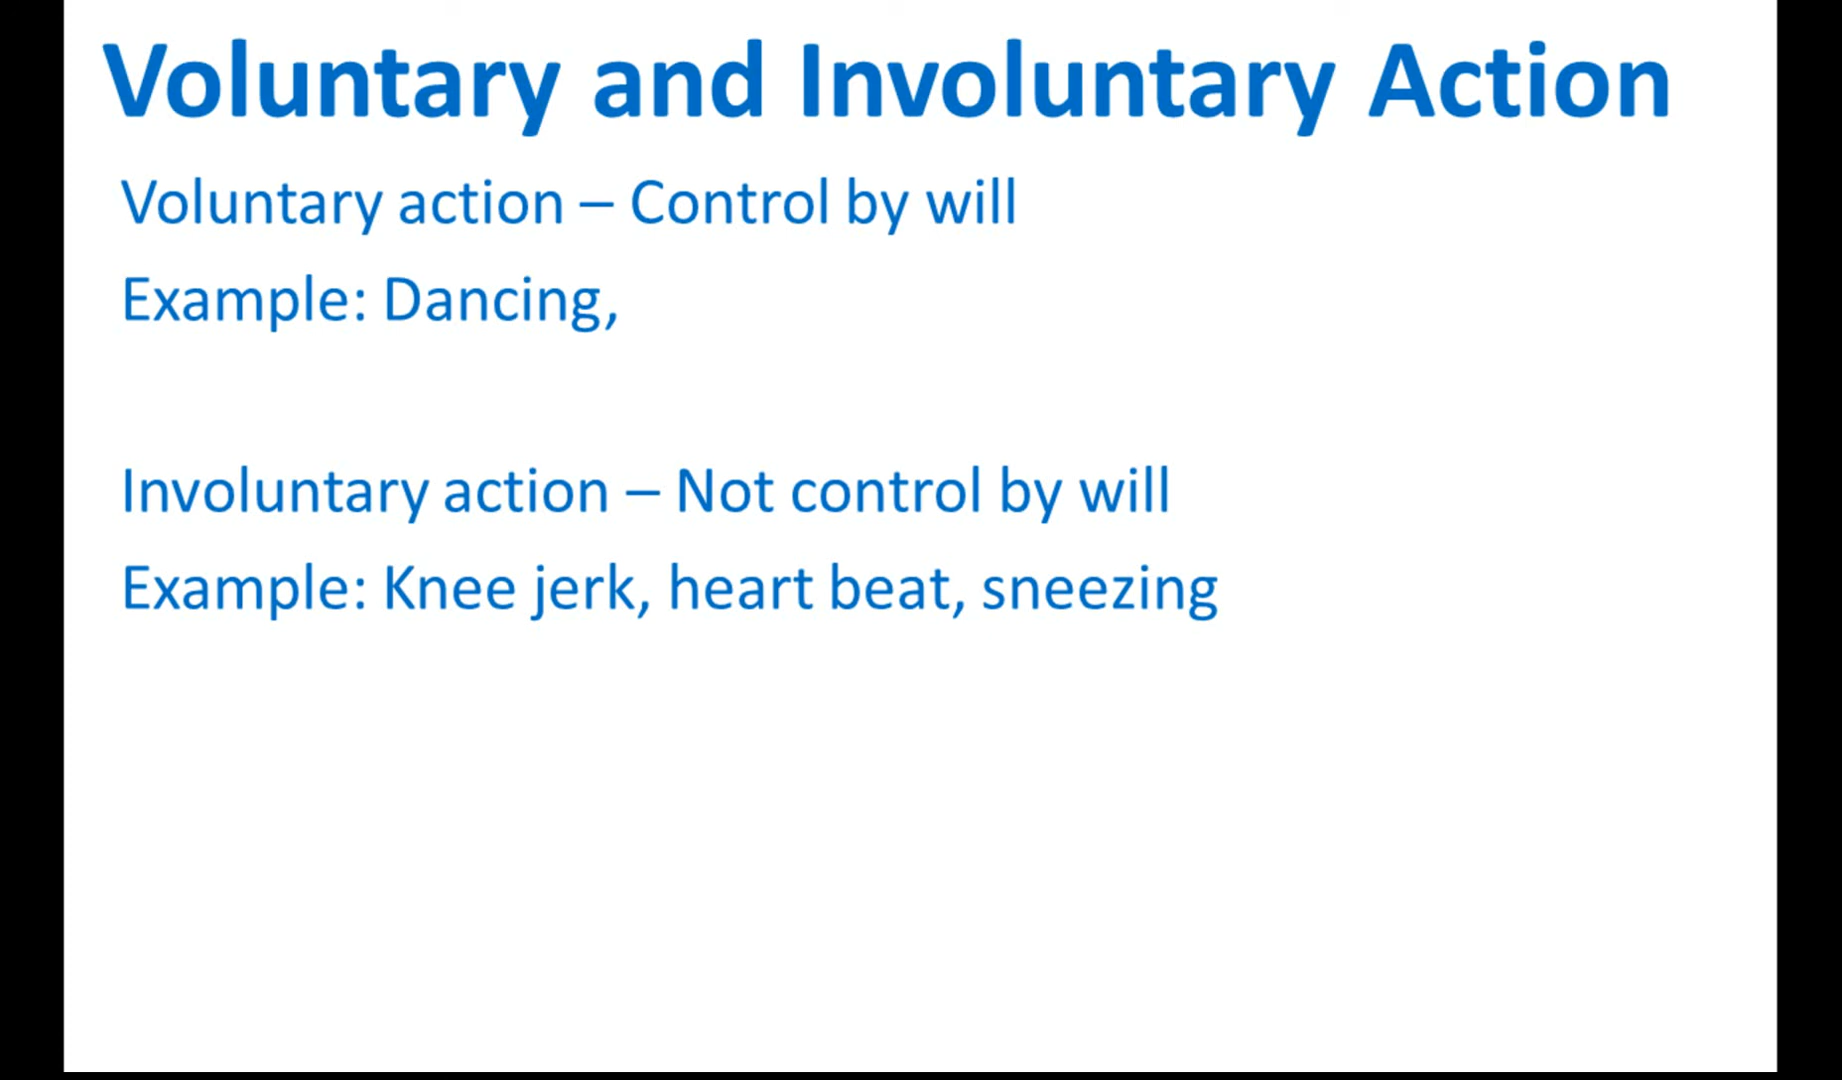 Voluntary and Involuntary Action
Voluntary action – Control by will
Example: Dancing,
Involuntary action – Not control by will
Example: Knee jerk, heart beat, sneezing